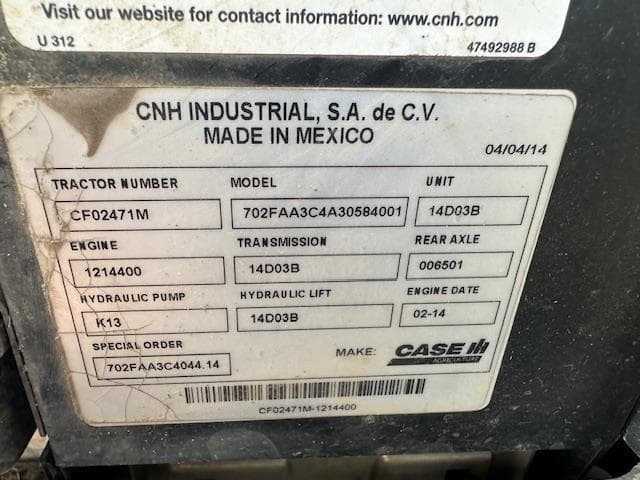 Visit our website for contact information: www.cnh.com
U 312 47492988 B
CNH INDUSTRIAL, S.A. de C.V.
MADE IN MEXICO
04/04/14
TRACTOR NUMBER MODEL UNIT
CF02471M 702FAA3C4A30584001 14D03B
ENGINE TRANSMISSION REAR AXLE
1214400 14D03B 006501
HYDRAULIC PUMP HYDRAULIC LIFT ENGINE DATE
K13 14D03B 02-14
SPECIAL ORDER
702FAA3C4044.14
MAKE: CASE IH
AGRICULTURE
CF02471M-1214400